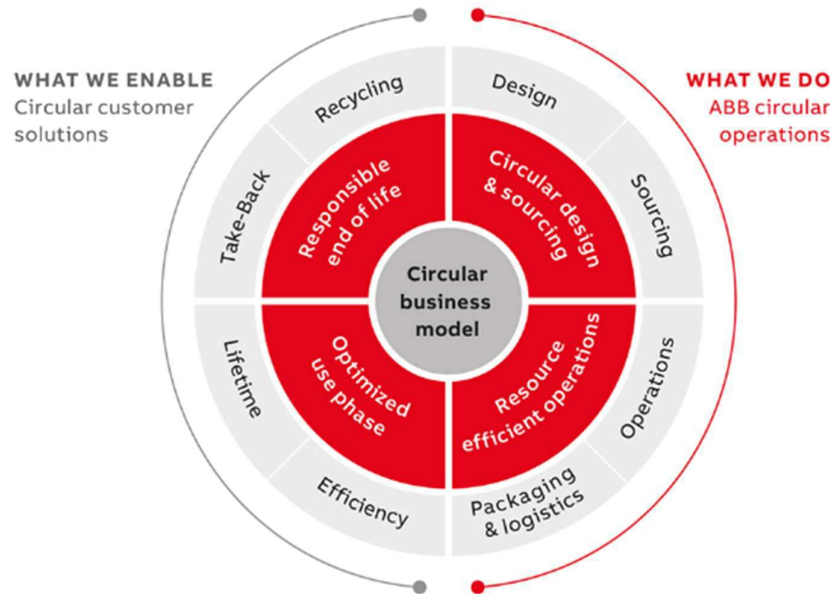 WHAT WE ENABLE
Circular customer
solutions
WHAT WE DO
ABB circular
operations
Recycling
Design
Take-Back
Sourcing
Responsible
end of life
Circular design
& sourcing
Circular
business
model
Lifetime
Optimized
use phase
Resource
efficient operations
Operations
Efficiency
Packaging
& logistics